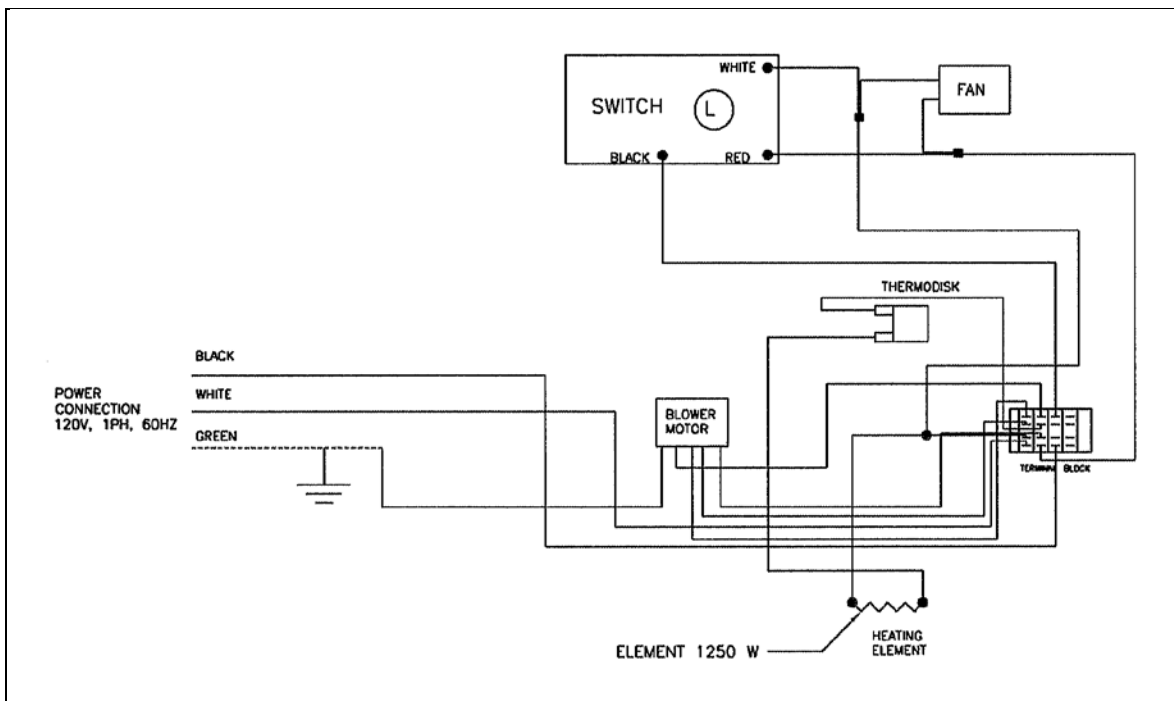 WHITE
SWITCH
L
FAN
BLACK
RED
THERMODISK
BLACK
POWER
CONNECTION
120V, 1PH, 60HZ
WHITE
GREEN
BLOWER
MOTOR
BLOCK
ELEMENT 1250 W
HEATING
ELEMENT